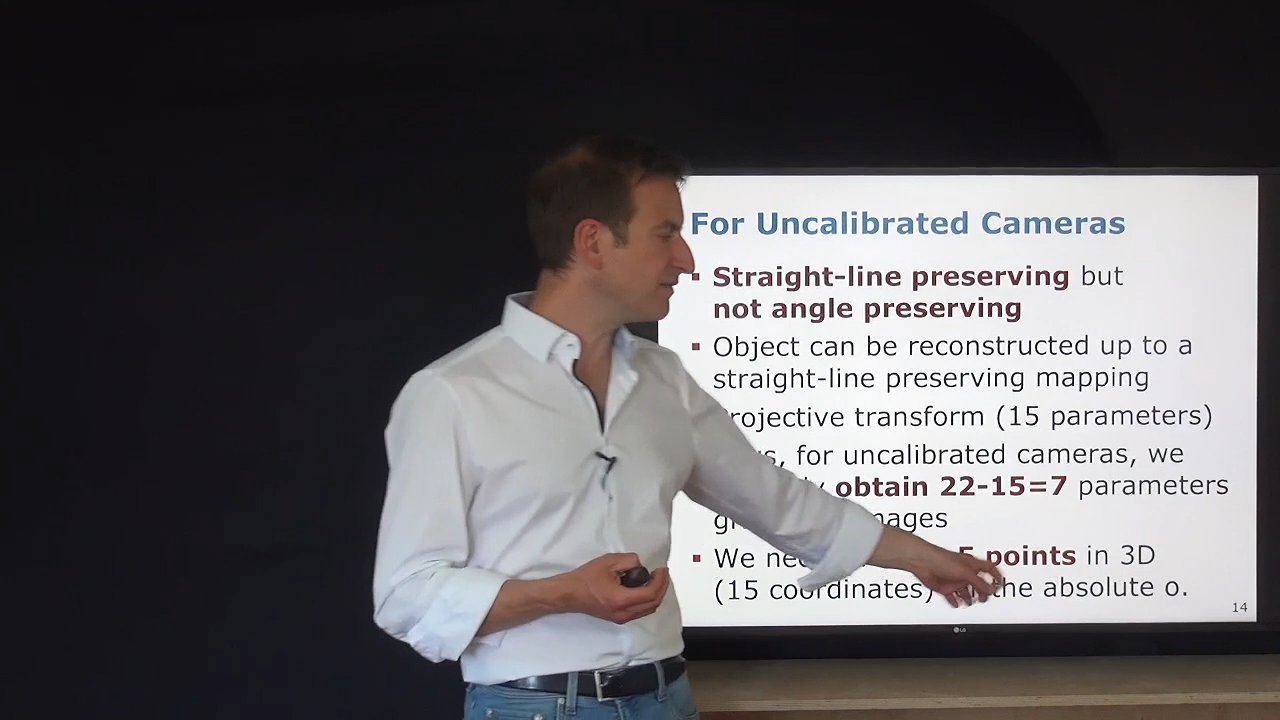 For Uncalibrated Cameras
Straight-line preserving but
not angle preserving
Object can be reconstructed up to a
straight-line preserving mapping
rojective transform (15 parameters)
for uncalibrated cameras, we
obtain 22-15=7 parameters
We 5 points in 3D
(15 coordinates) the absolute o.
14
LG